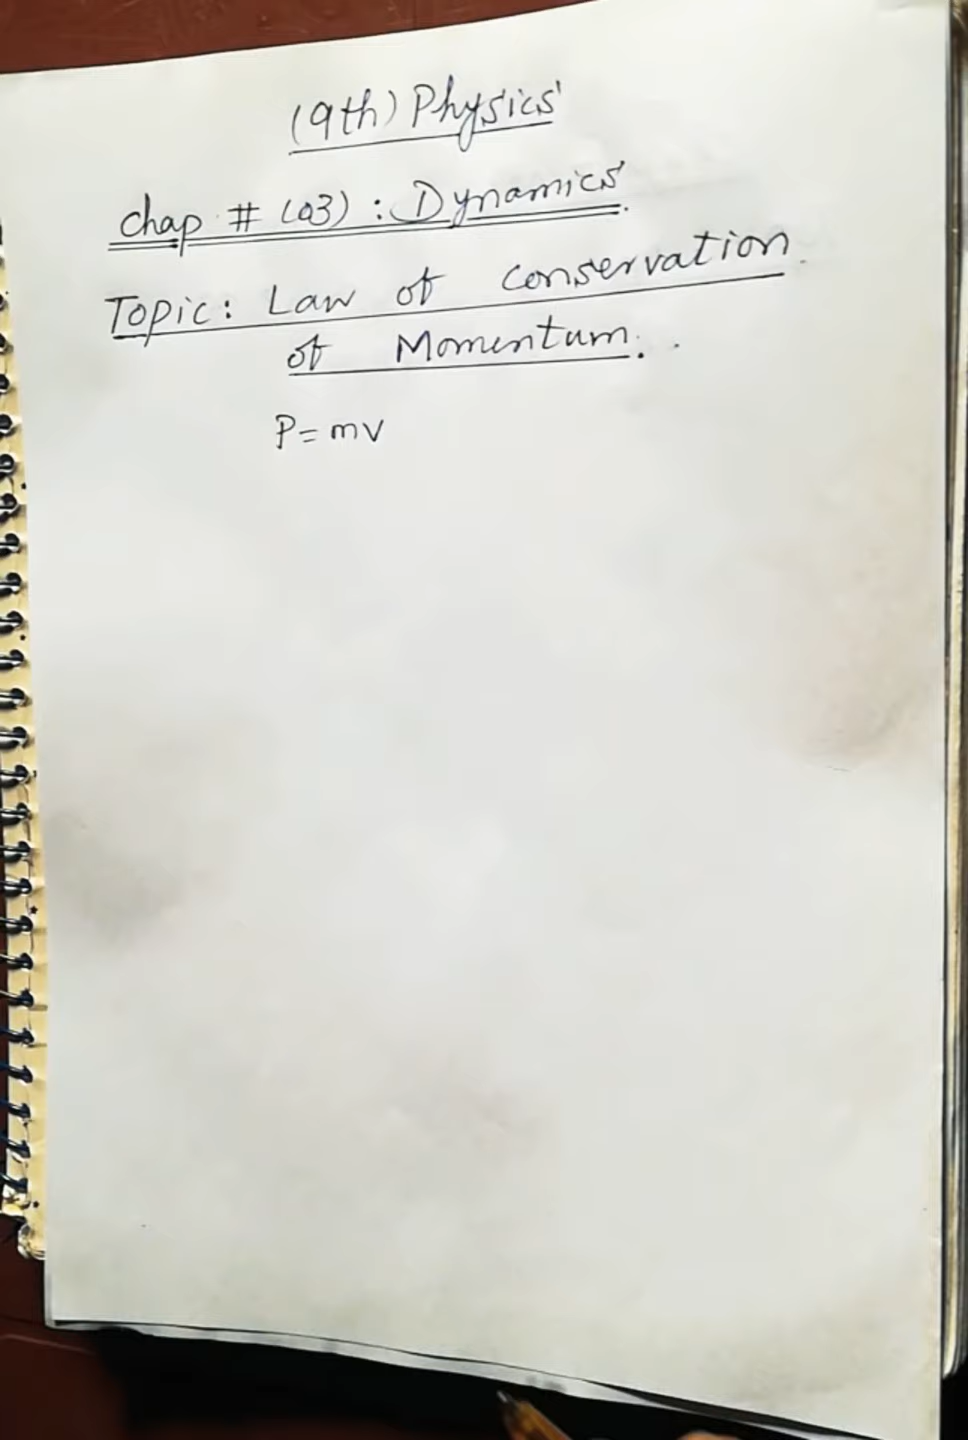 (9th) Physics
Chap # (03) : Dynamics.
Topic: Law of Conservation
of Momentum.
P = mv